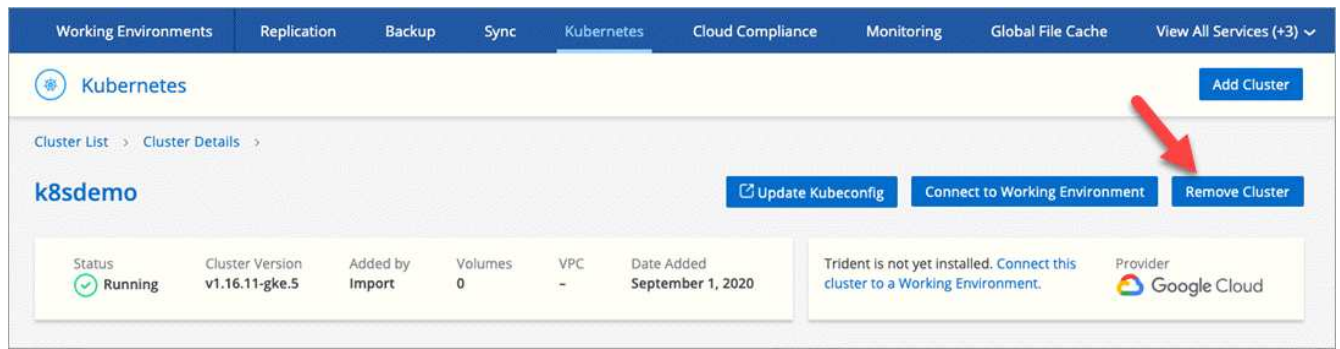 Working Environments Replication Backup Sync Kubernetes Cloud Compliance Monitoring Global File Cache View All Services (+3)
Kubernetes Add Cluster
Cluster List > Cluster Details >
k8sdemo Update Kubeconfig Connect to Working Environment Remove Cluster
Status Cluster Version Added by Volumes VPC Date Added
Running v1.16.11-gke.5 Import 0 – September 1, 2020
Trident is not yet installed. Connect this
cluster to a Working Environment.
Provider
Google Cloud